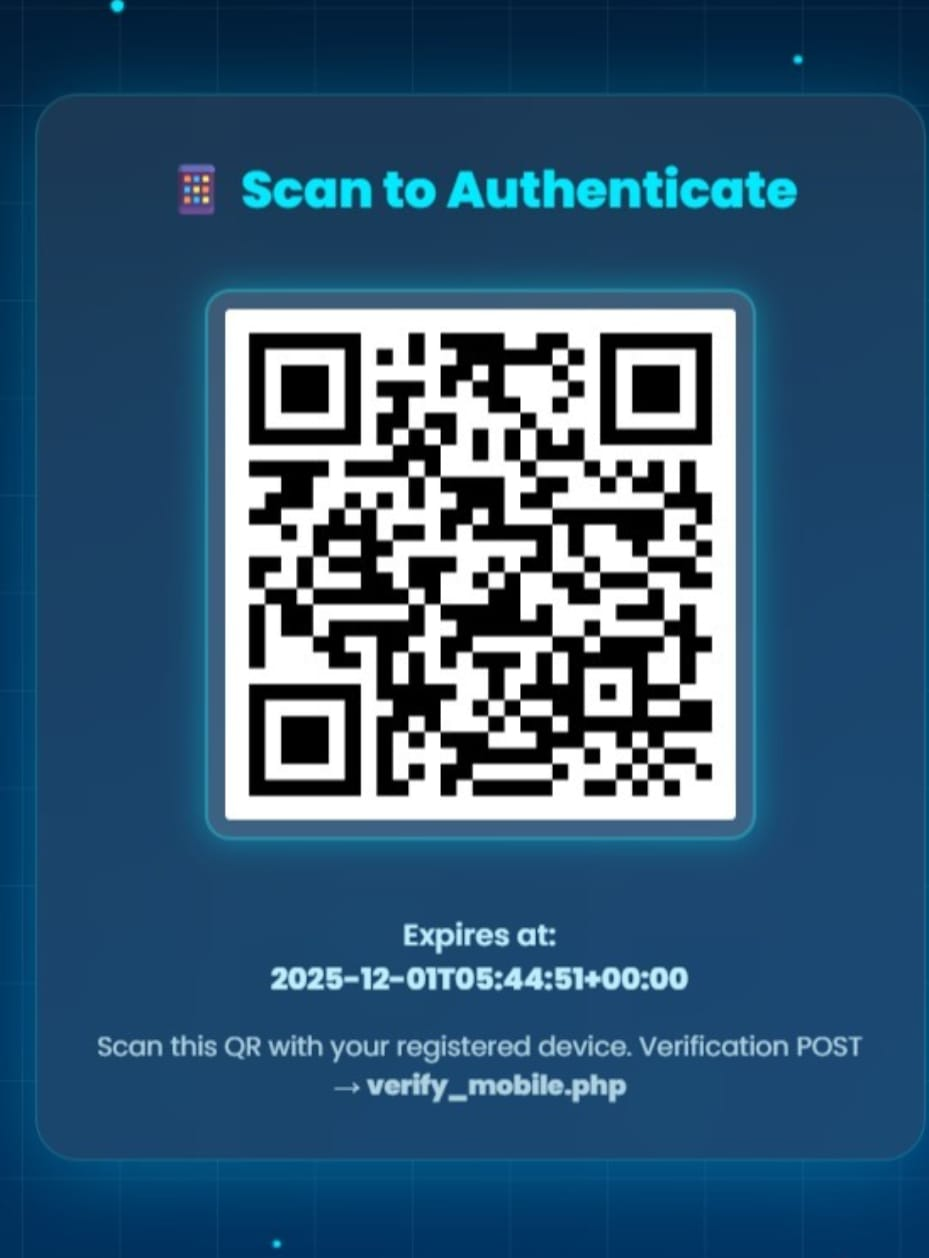 Scan to Authenticate
Expires at:
2025-12-01T05:44:51+00:00
Scan this QR with your registered device. Verification POST
→ verify_mobile.php